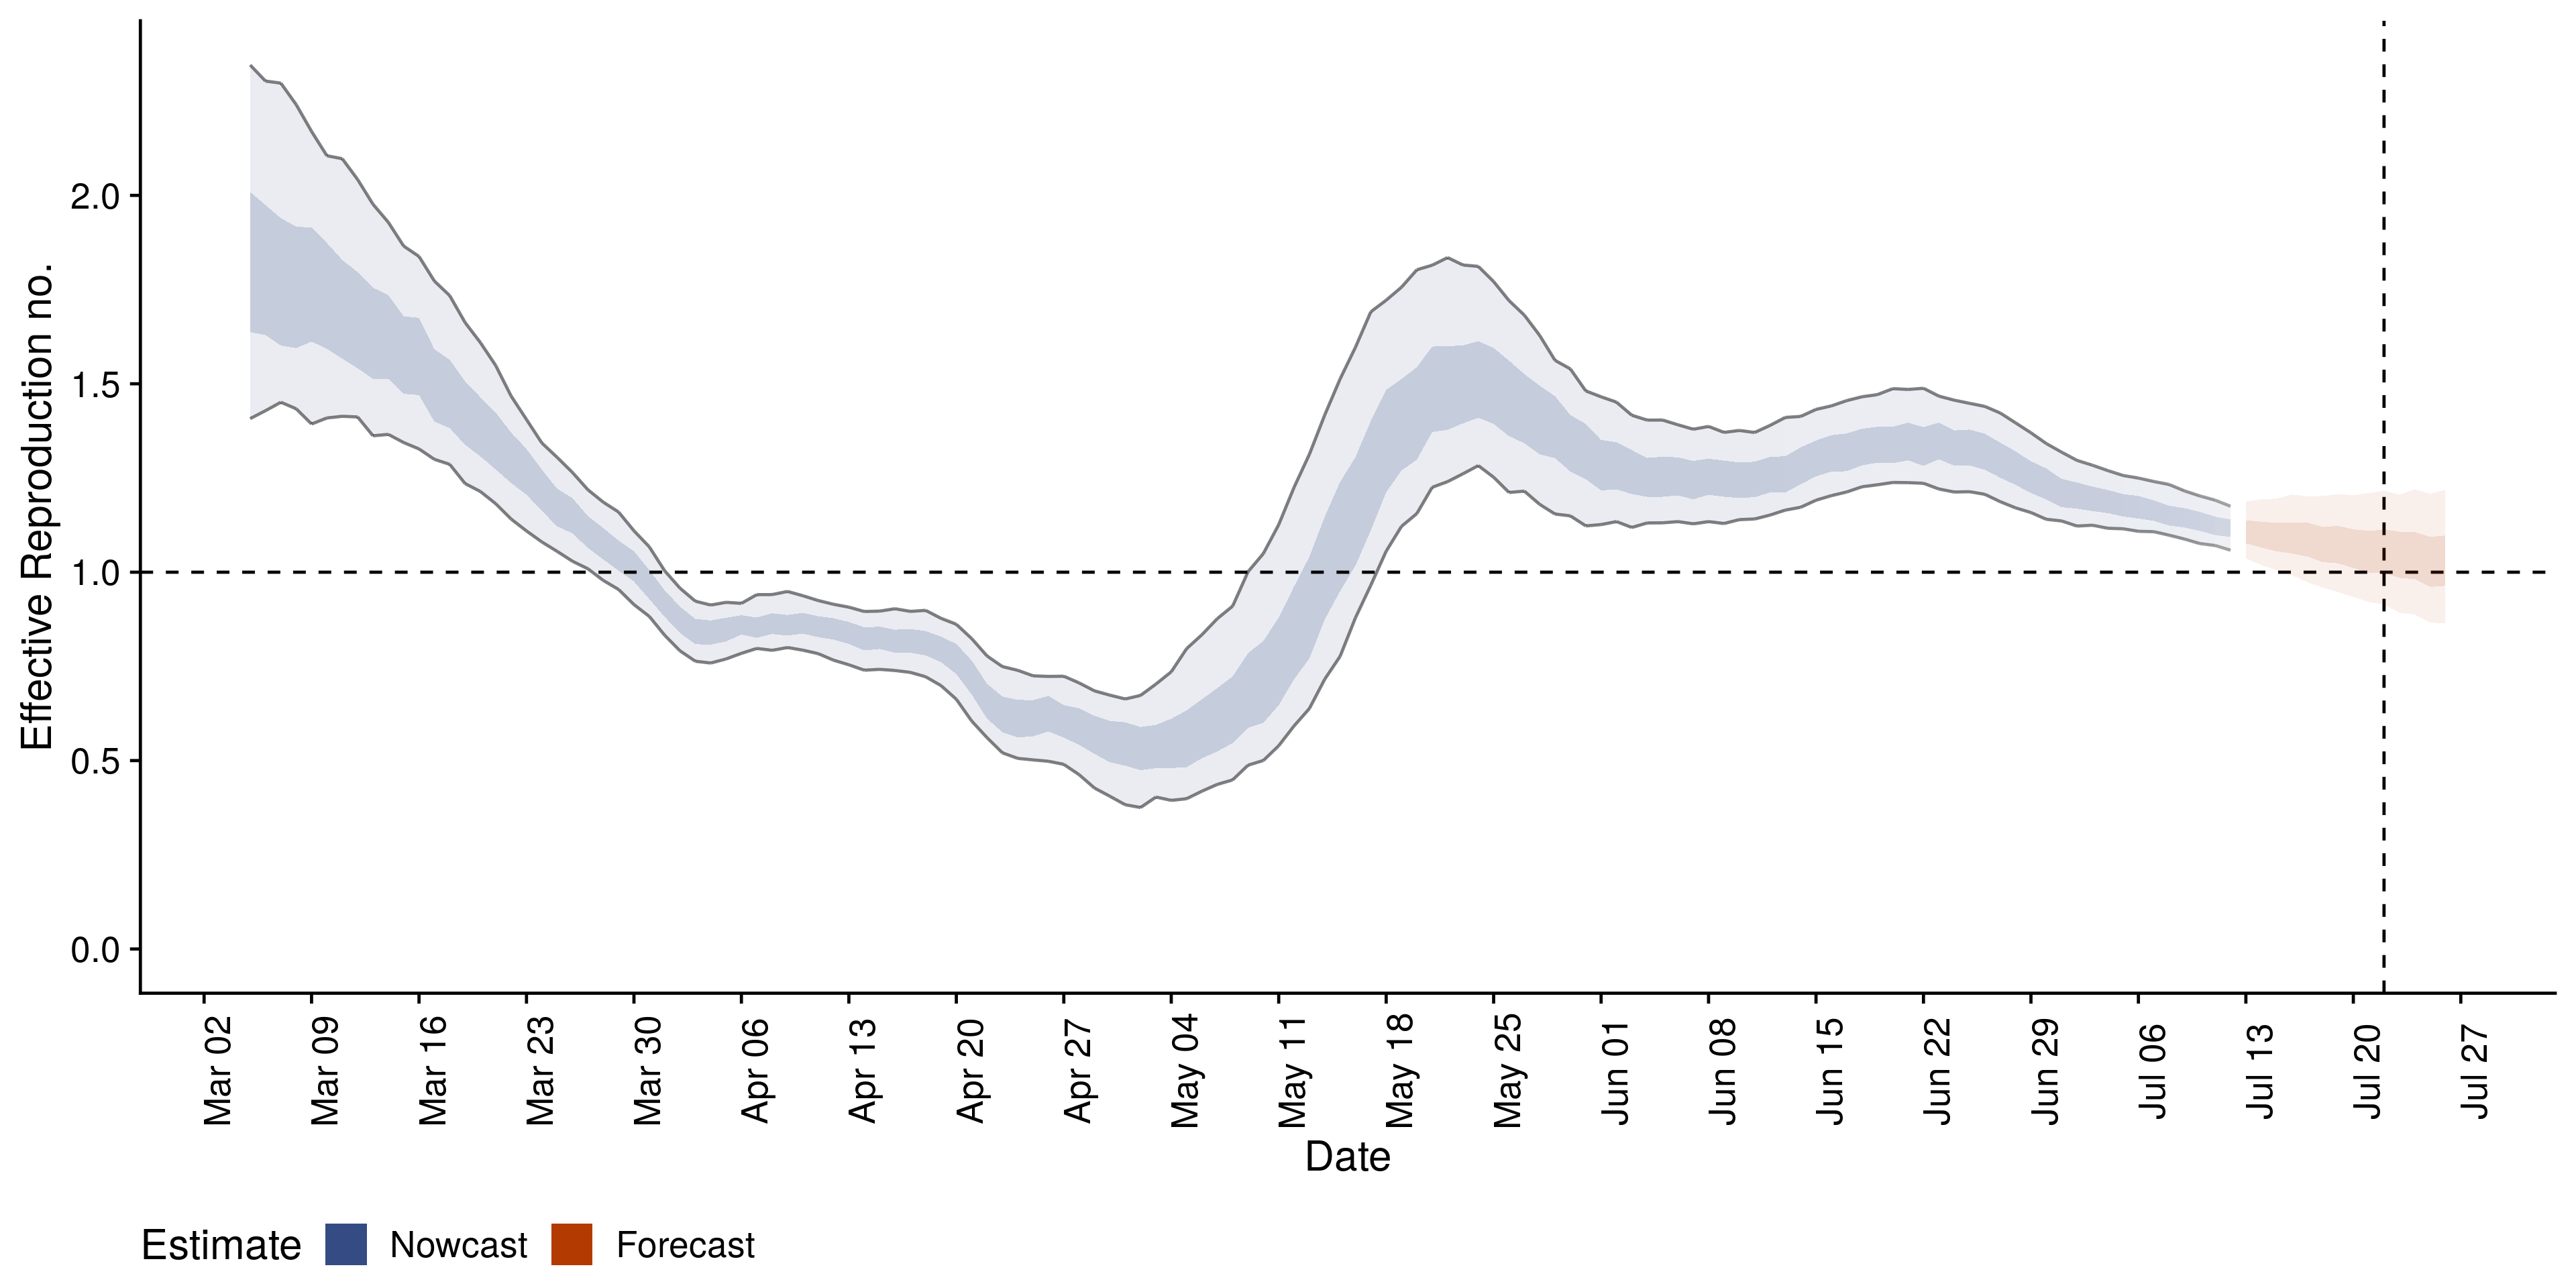 Effective Reproduction no.
2.0
1.5
1.0
0.5
0.0
Mar 02
Mar 09
Mar 16
Mar 23
Mar 30
Apr 06
Apr 13
Apr 20
Apr 27
May 04
May 11
May 18
May 25
Jun 01
Jun 08
Jun 15
Jun 22
Jun 29
Jul 06
Jul 13
Jul 20
Jul 27
Date
Estimate Nowcast Forecast